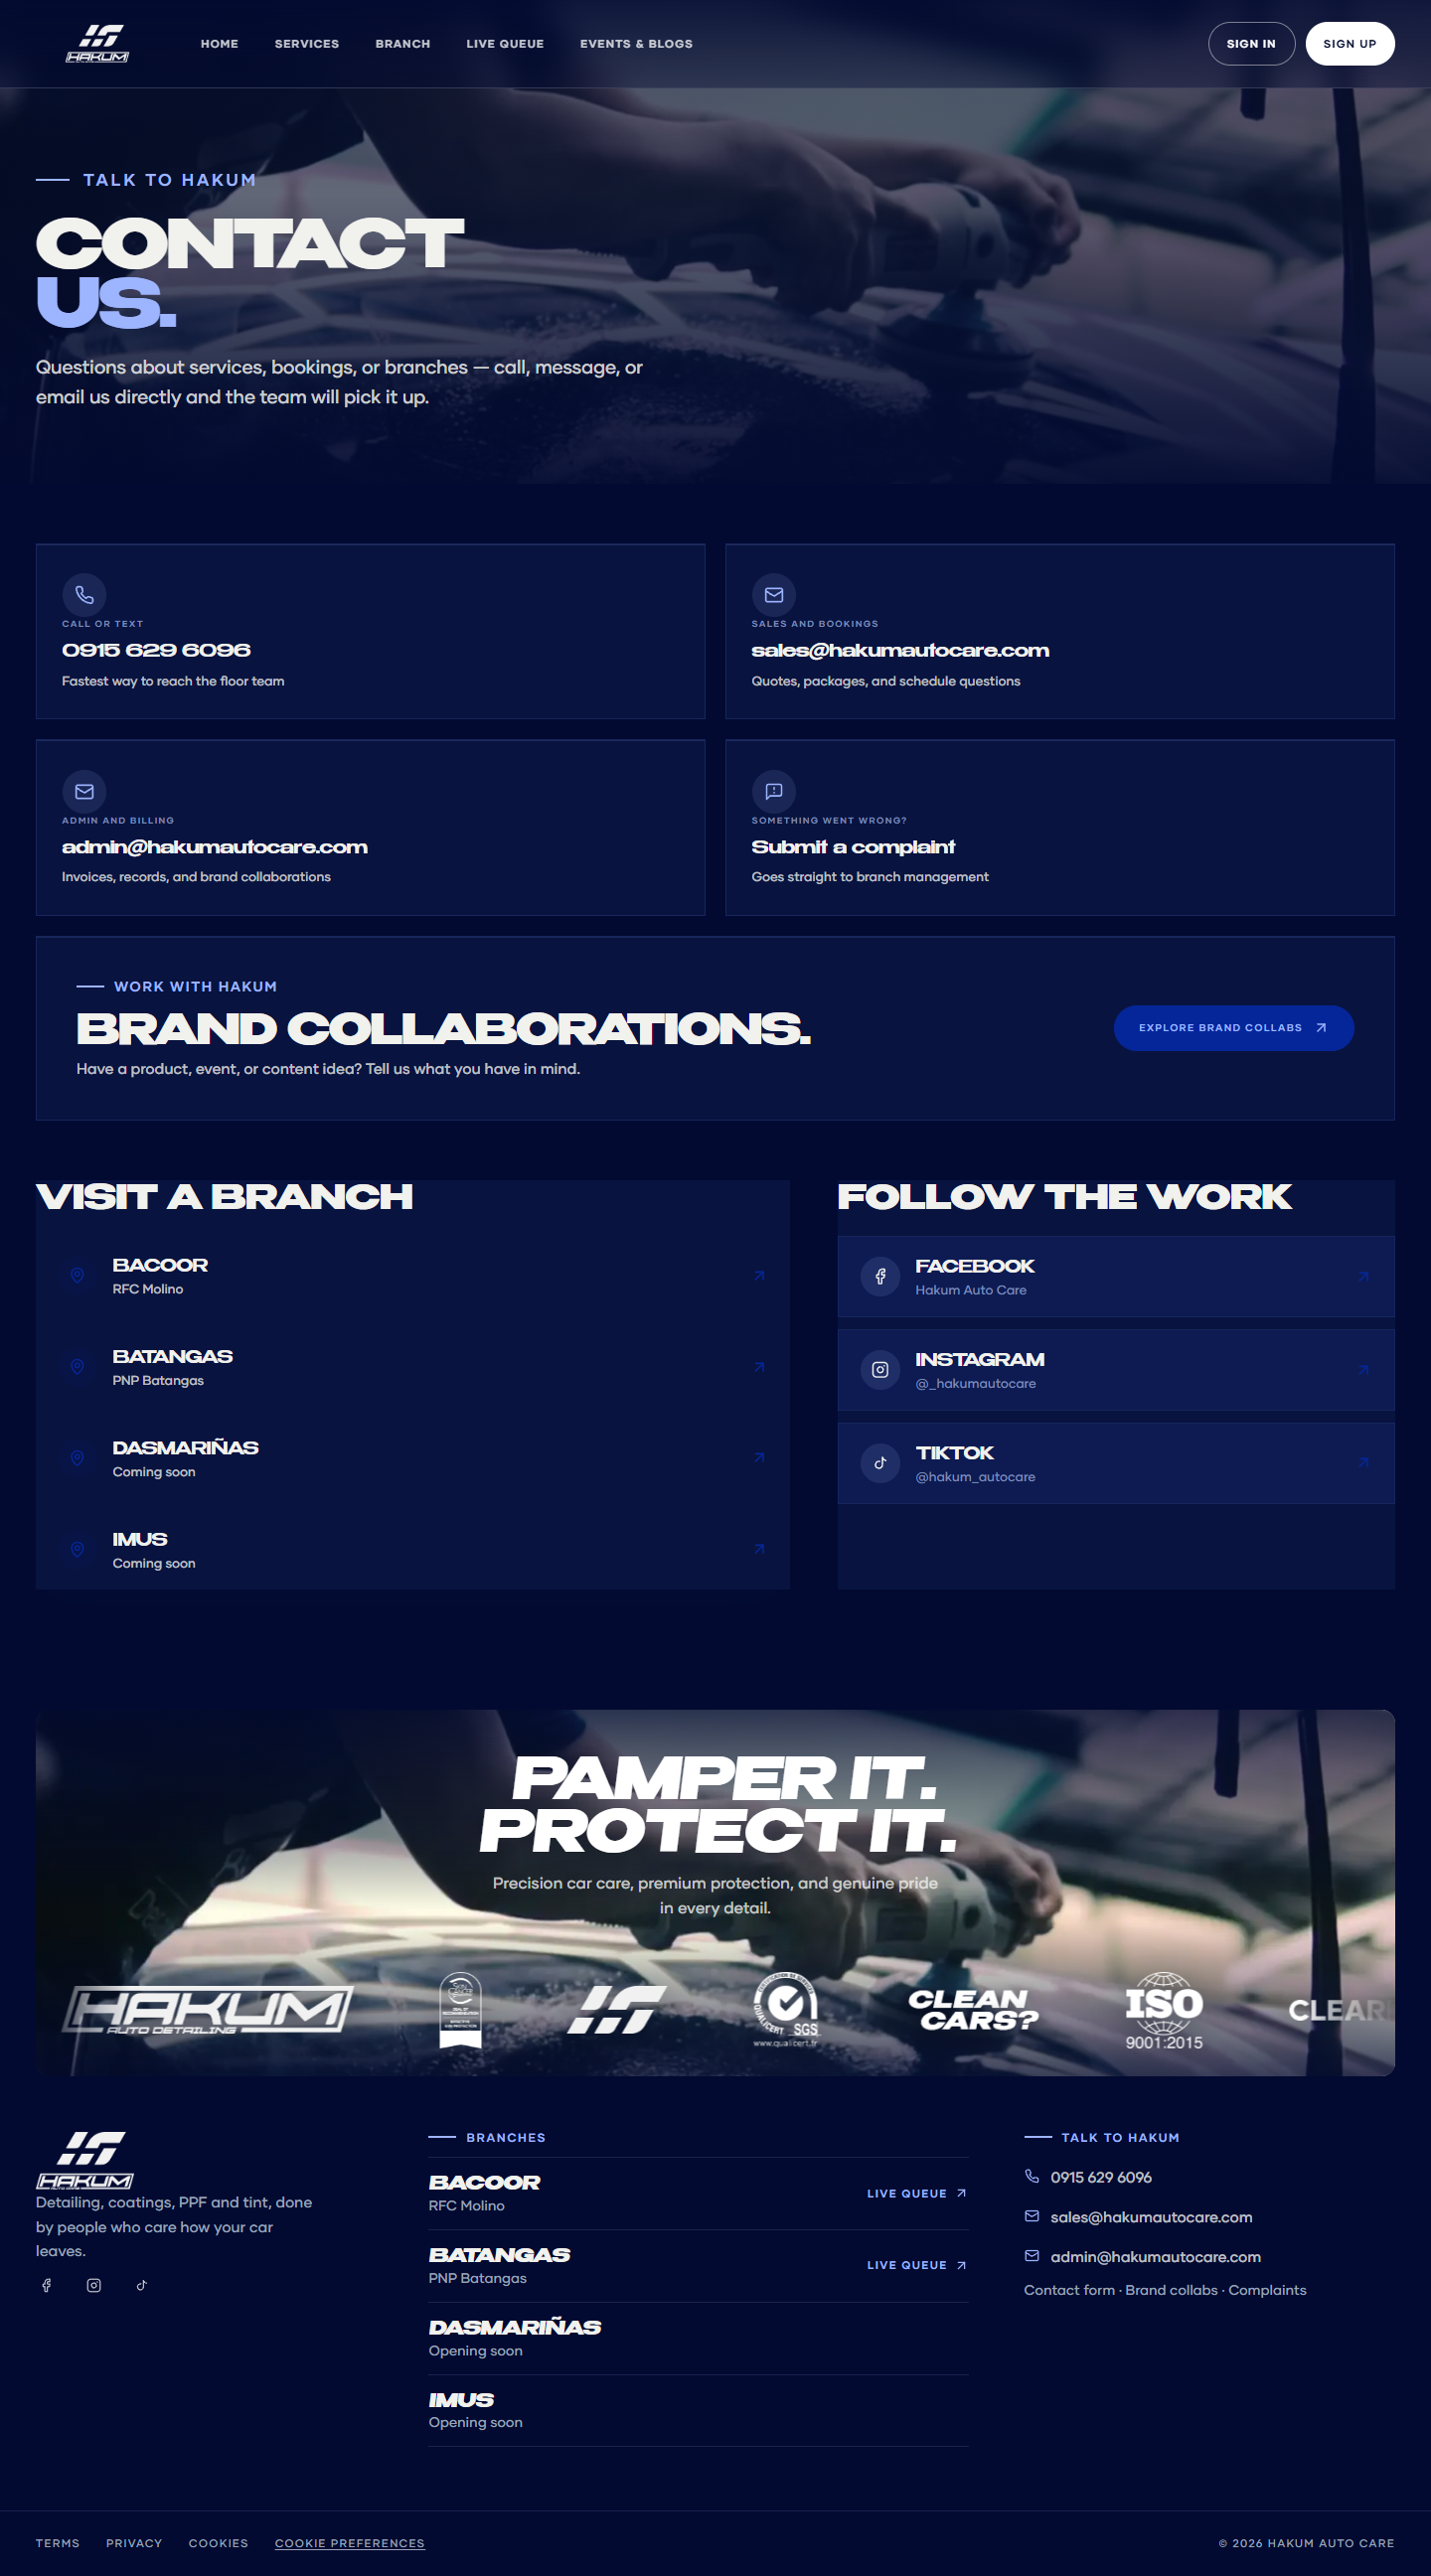 HAKUM
HOME
SERVICES
BRANCH
LIVE QUEUE
EVENTS & BLOGS
SIGN IN
SIGN UP
TALK TO HAKUM
CONTACT
US.
Questions about services, bookings, or branches — call, message, or
email us directly and the team will pick it up.
CALL OR TEXT
0915 629 6096
Fastest way to reach the floor team
SALES AND BOOKINGS
sales@hakumautocare.com
Quotes, packages, and schedule questions
ADMIN AND BILLING
admin@hakumautocare.com
Invoices, records, and brand collaborations
SOMETHING WENT WRONG?
Submit a complaint
Goes straight to branch management
WORK WITH HAKUM
BRAND COLLABORATIONS.
Have a product, event, or content idea? Tell us what you have in mind.
EXPLORE BRAND COLLABS
VISIT A BRANCH
BACOOR
RFC Molino
BATANGAS
PNP Batangas
DASMARIÑAS
Coming soon
IMUS
Coming soon
FOLLOW THE WORK
FACEBOOK
Hakum Auto Care
INSTAGRAM
@_hakumautocare
TIKTOK
@hakum_autocare
PAMPER IT.
PROTECT IT.
Precision car care, premium protection, and genuine pride
in every detail.
HAKUM
AUTO DETAILING
SKIN CANCER
QUALICERT SGS
www.qualicert.fr
CLEAN
CARS?
ISO
9001:2015
CLEAR
HAKUM
Detailing, coatings, PPF and tint, done
by people who care how your car
leaves.
BRANCHES
BACOOR
RFC Molino
LIVE QUEUE
BATANGAS
PNP Batangas
LIVE QUEUE
DASMARIÑAS
Opening soon
IMUS
Opening soon
TALK TO HAKUM
0915 629 6096
sales@hakumautocare.com
admin@hakumautocare.com
Contact form · Brand collabs · Complaints
TERMS
PRIVACY
COOKIES
COOKIE PREFERENCES
© 2026 HAKUM AUTO CARE